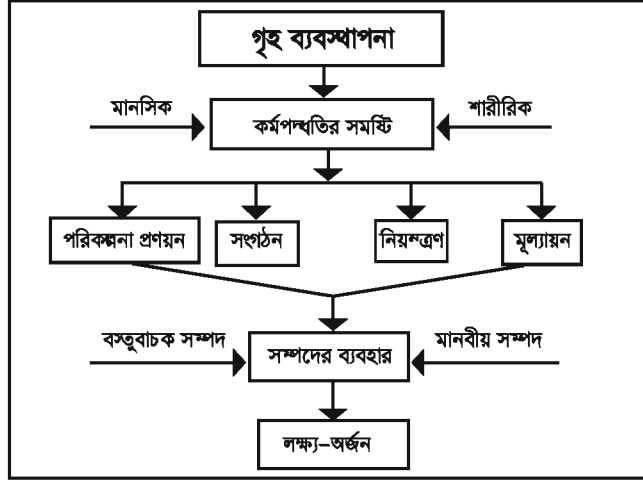 গৃহ ব্যবস্থাপনা
মানসিক
শারীরিক
কর্মপদ্ধতির সমষ্টি
পরিকল্পনা প্রণয়ন
সংগঠন
নিয়ন্ত্রণ
মূল্যায়ন
বস্তুবাচক সম্পদ
মানবীয় সম্পদ
সম্পদের ব্যবহার
লক্ষ্য-অর্জন